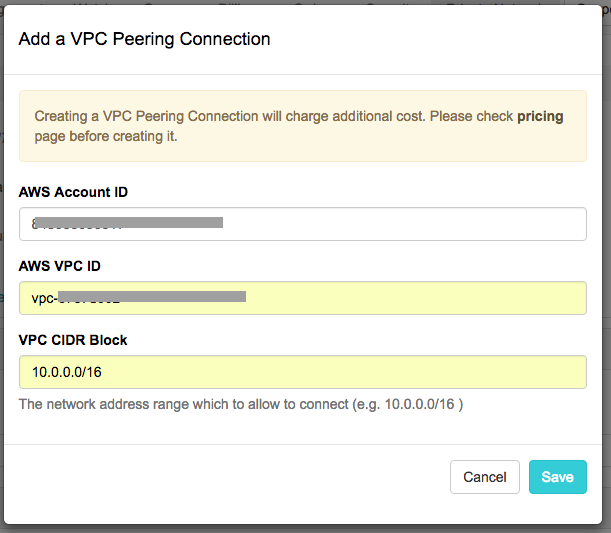 Add a VPC Peering Connection
Creating a VPC Peering Connection will charge additional cost. Please check pricing
page before creating it.
AWS Account ID
AWS VPC ID
vpc-
VPC CIDR Block
10.0.0.0/16
The network address range which to allow to connect (e.g. 10.0.0.0/16 )
Cancel
Save